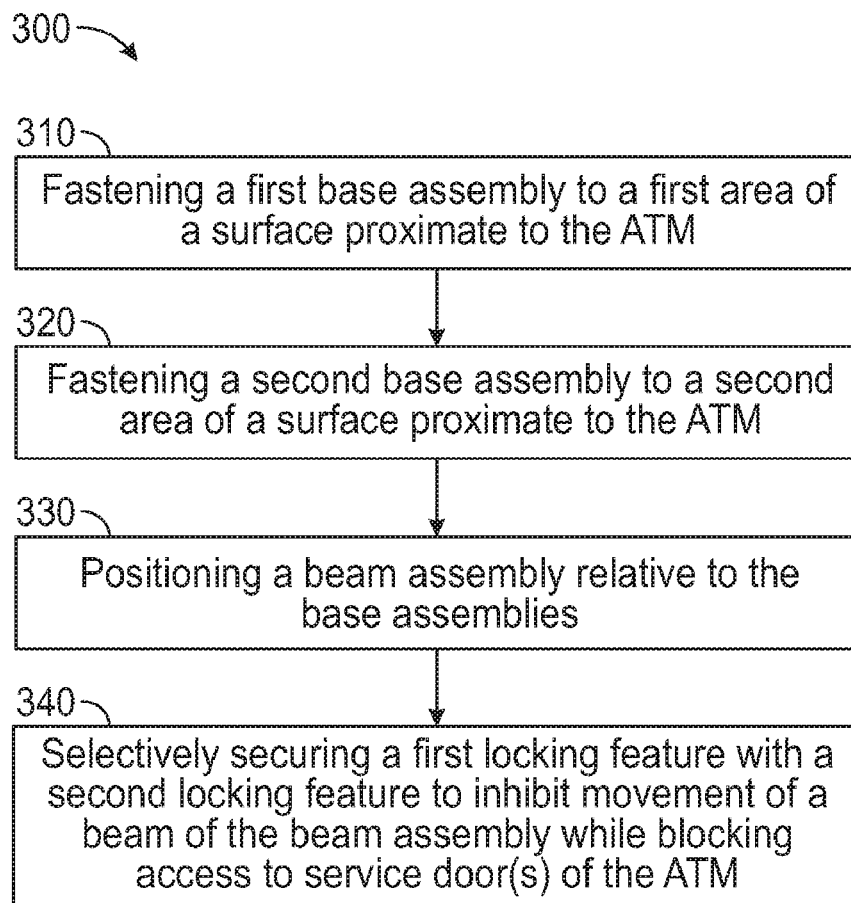 300
310
Fastening a first base assembly to a first area of
a surface proximate to the ATM
320
Fastening a second base assembly to a second
area of a surface proximate to the ATM
330
Positioning a beam assembly relative to the
base assemblies
340
Selectively securing a first locking feature with a
second locking feature to inhibit movement of a
beam of the beam assembly while blocking
access to service door(s) of the ATM